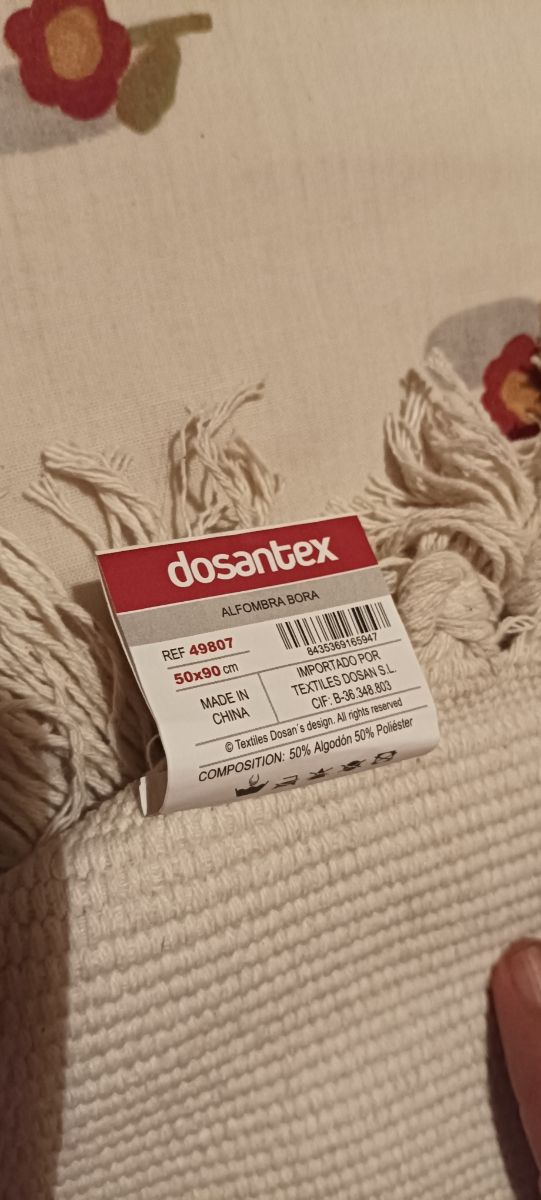 dosantex
ALFOMBRA BORA
REF 49807
50x90 cm
MADE IN
CHINA
8435369165947
IMPORTADO POR
TEXTILES DOSAN S.L.
CIF: B-36.348.803
© Textiles Dosan´s design. All rights reserved
COMPOSITION: 50% Algodón 50% Poliéster